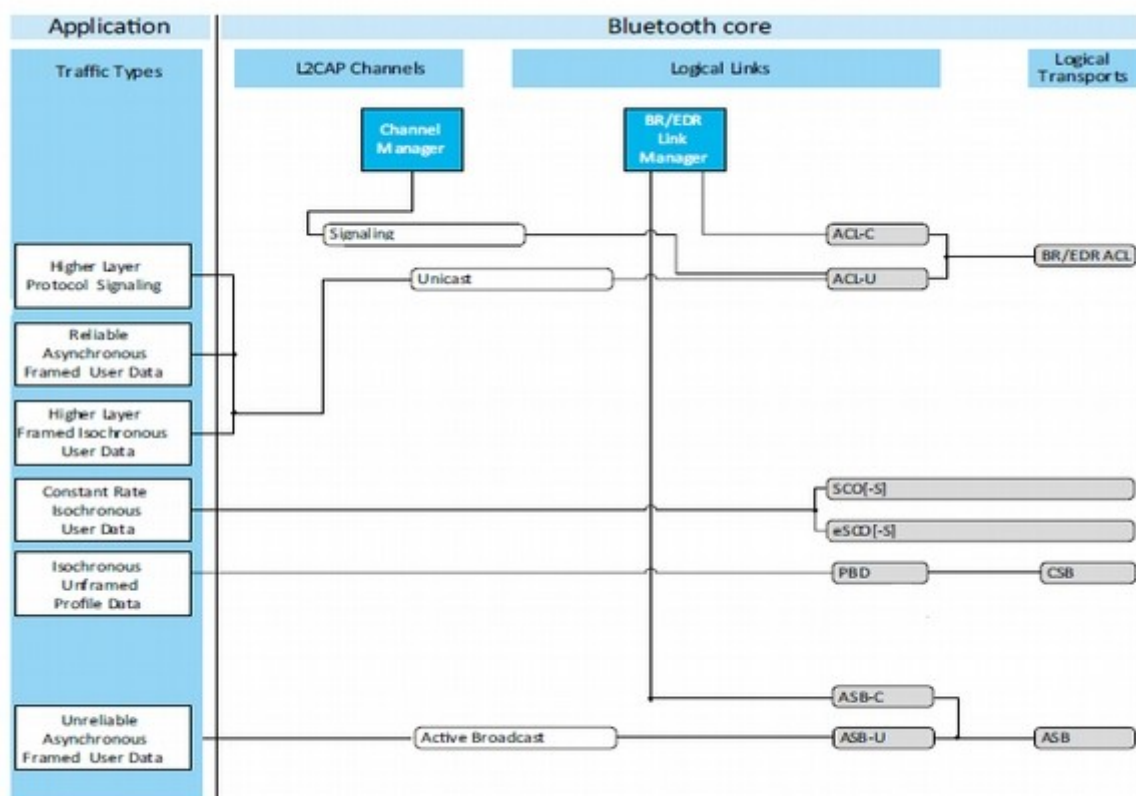 Application
Bluetooth core
Traffic Types
L2CAP Channels
Logical Links
Logical
Transports
Channel
Manager
BR/EDR
Link
Manager
Signaling
ACL-C
Higher Layer
Protocol Signaling
Unicast
ACL-U
BR/EDR ACL
Reliable
Asynchronous
Framed User Data
Higher Layer
Framed Isochronous
User Data
Constant Rate
Isochronous
User Data
SCO[-S]
eSCO[-S]
Isochronous
Unframed
Profile Data
PBD
CSB
ASB-C
Unreliable
Asynchronous
Framed User Data
Active Broadcast
ASB-U
ASB